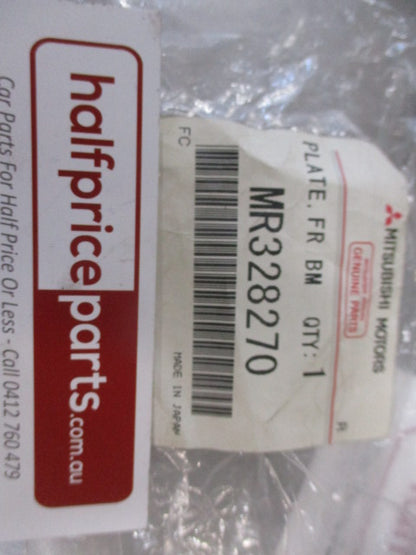 halfpriceparts.com.au
Car Parts For Half Price Or Less - Call 0412 760 479
MITSUBISHI MOTORS
GENUINE PARTS
PLATE, FR BM QTY: 1
MR328270
FC
MADE IN JAPAN